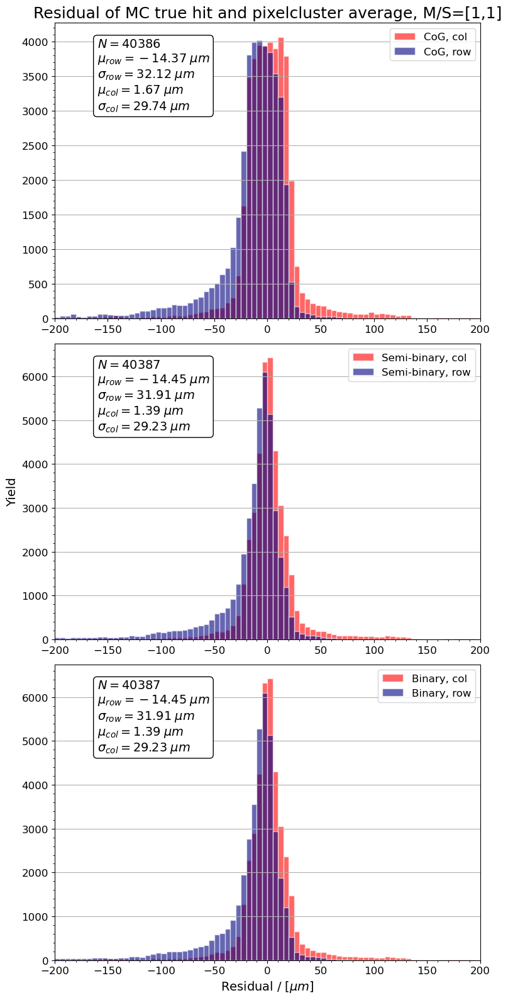 Residual of MC true hit and pixelcluster average, M/S=[1,1]
N = 40386
μrow = −14.37 μm
σrow = 32.12 μm
μcol = 1.67 μm
σcol = 29.74 μm
CoG, col
CoG, row
4000
3500
3000
2500
2000
1500
1000
500
0
−200 −150 −100 −50 0 50 100 150 200
N = 40387
μrow = −14.45 μm
σrow = 31.91 μm
μcol = 1.39 μm
σcol = 29.23 μm
Semi-binary, col
Semi-binary, row
Yield
6000
5000
4000
3000
2000
1000
0
−200 −150 −100 −50 0 50 100 150 200
N = 40387
μrow = −14.45 μm
σrow = 31.91 μm
μcol = 1.39 μm
σcol = 29.23 μm
Binary, col
Binary, row
6000
5000
4000
3000
2000
1000
0
−200 −150 −100 −50 0 50 100 150 200
Residual / [μm]